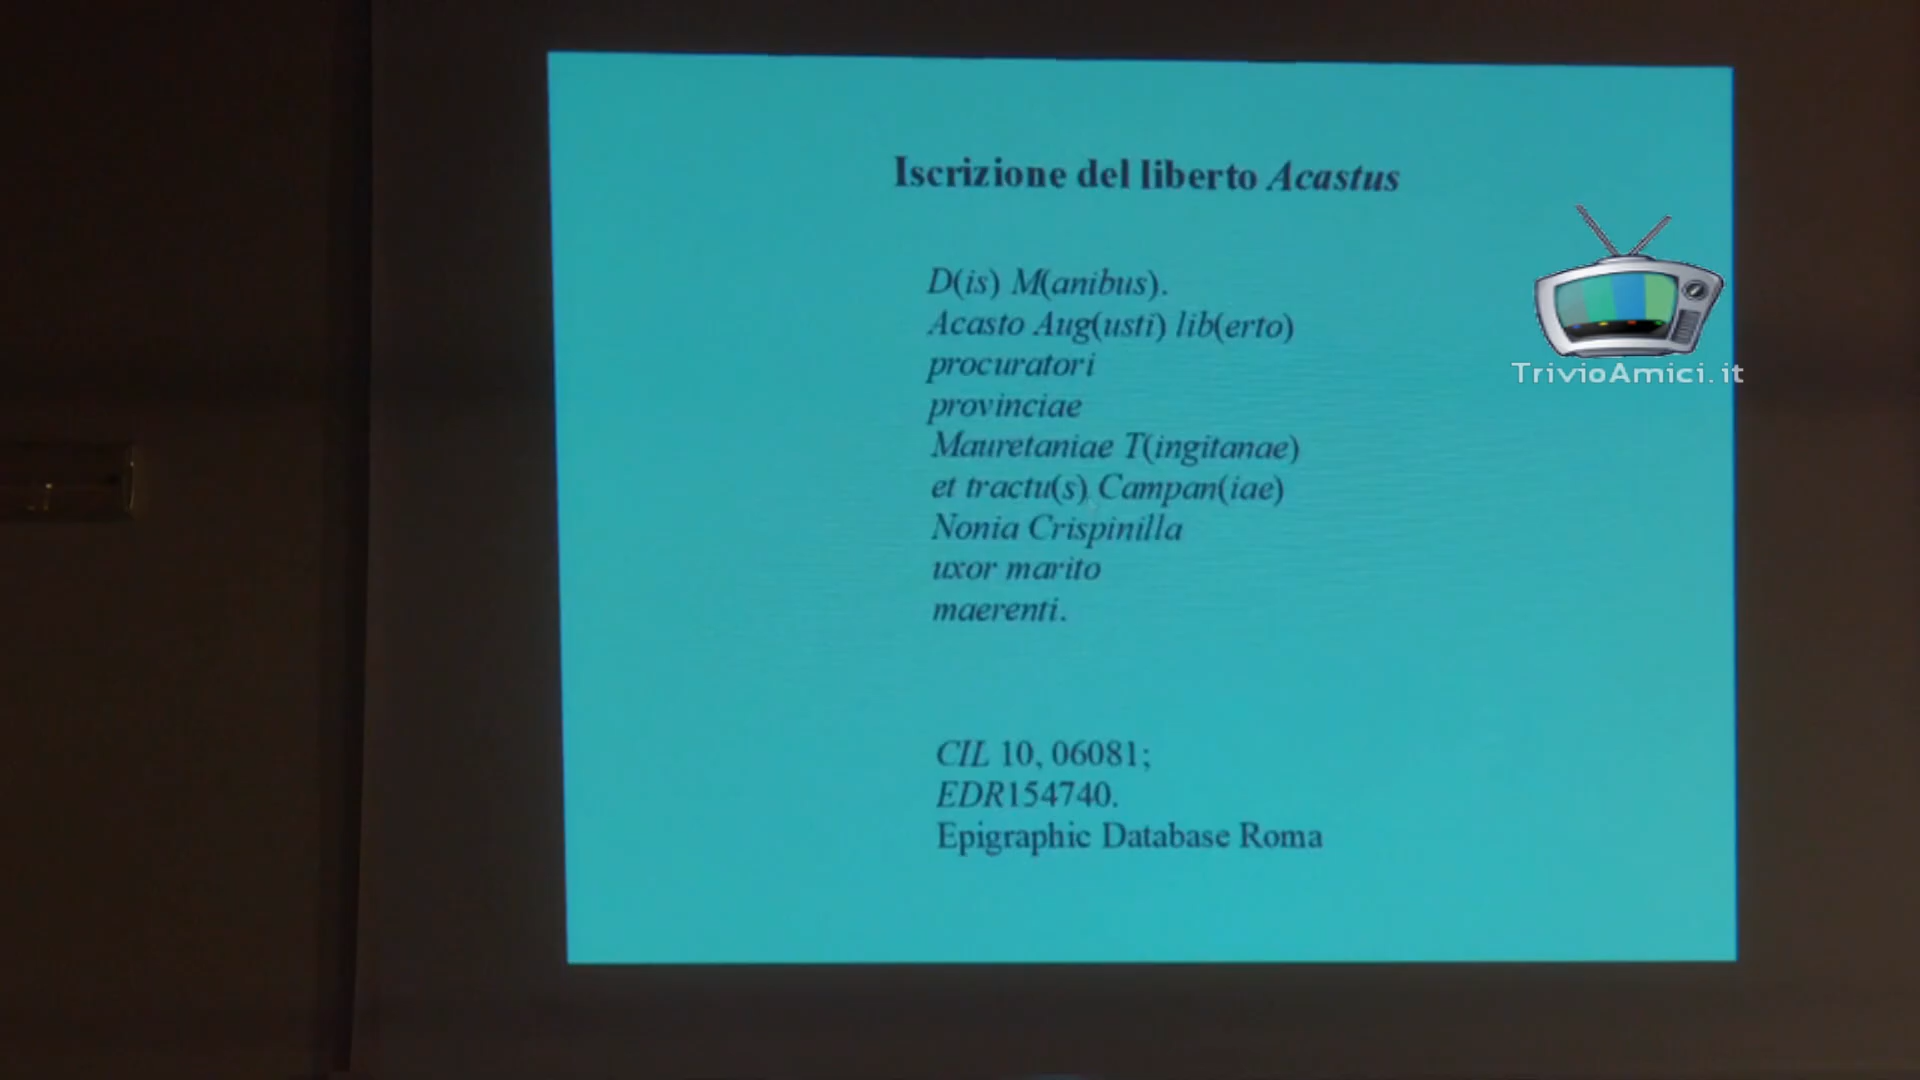 Iscrizione del liberto Acastus
D(is) M(anibus).
Acasto Aug(usti) lib(erto)
procuratori
provinciae
Mauretaniae T(ingitanae)
et tractu(s) Campan(iae)
Nonia Crispinilla
uxor marito
maerenti.
CIL 10, 06081;
EDR154740.
Epigraphic Database Roma
TrivioAmici.it